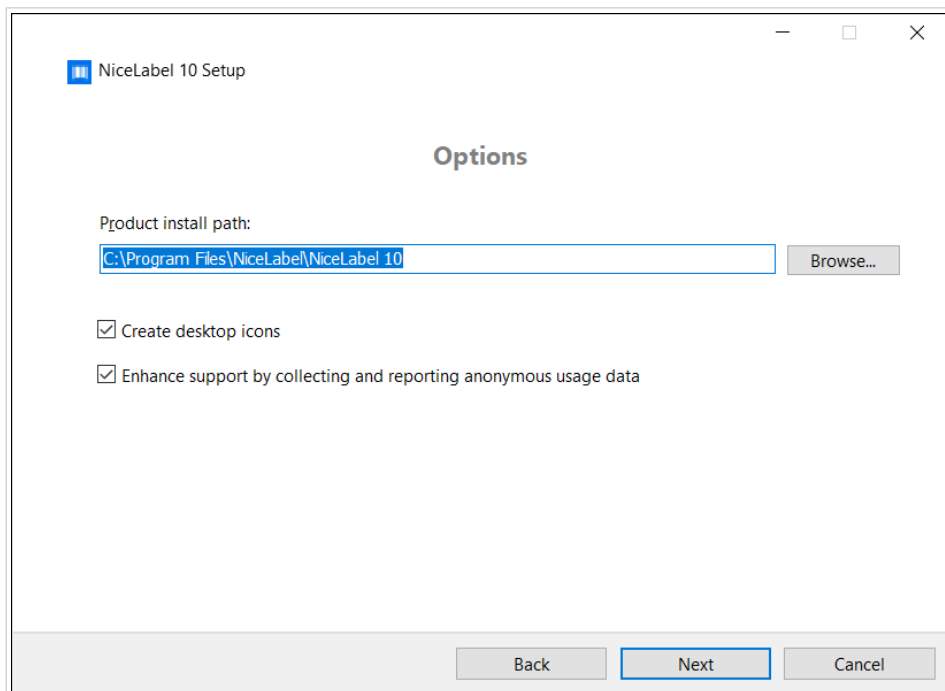 NiceLabel 10 Setup
Options
Product install path:
C:\Program Files\NiceLabel\NiceLabel 10
Browse...
Create desktop icons
Enhance support by collecting and reporting anonymous usage data
Back Next Cancel